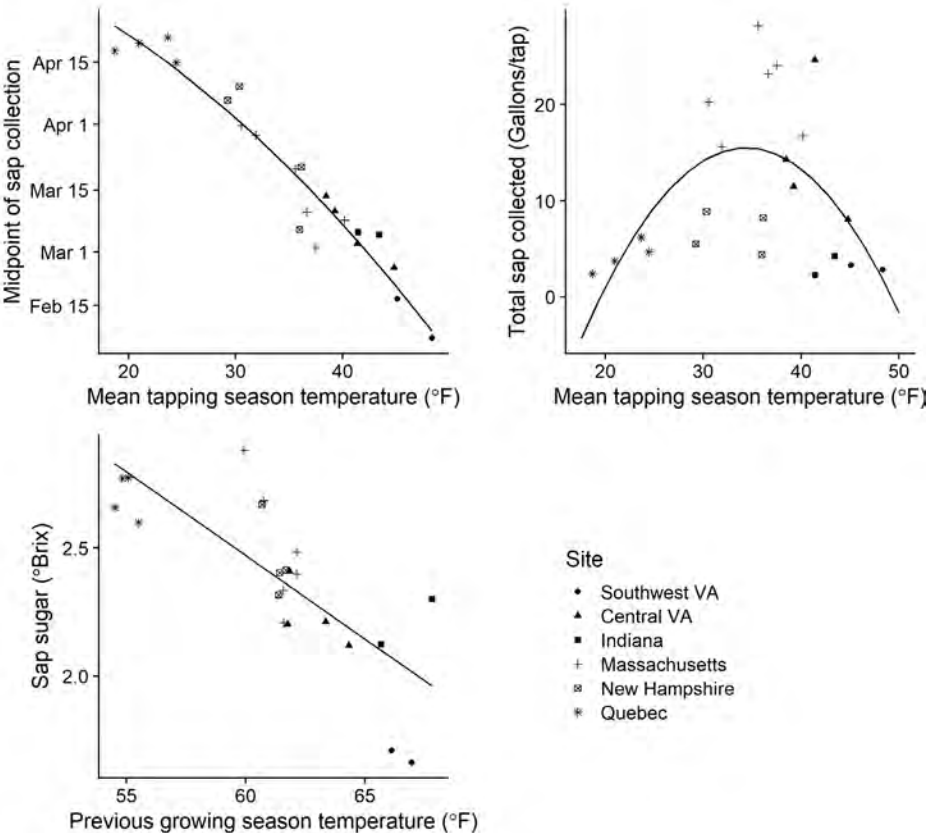 Midpoint of sap collection
Apr 15
Apr 1
Mar 15
Mar 1
Feb 15
20 30 40
Mean tapping season temperature (°F)
Total sap collected (Gallons/tap)
20
10
0
20 30 40 50
Mean tapping season temperature (°F)
Sap sugar (°Brix)
2.5
2.0
55 60 65
Previous growing season temperature (°F)
Site
Southwest VA
Central VA
Indiana
Massachusetts
New Hampshire
Quebec